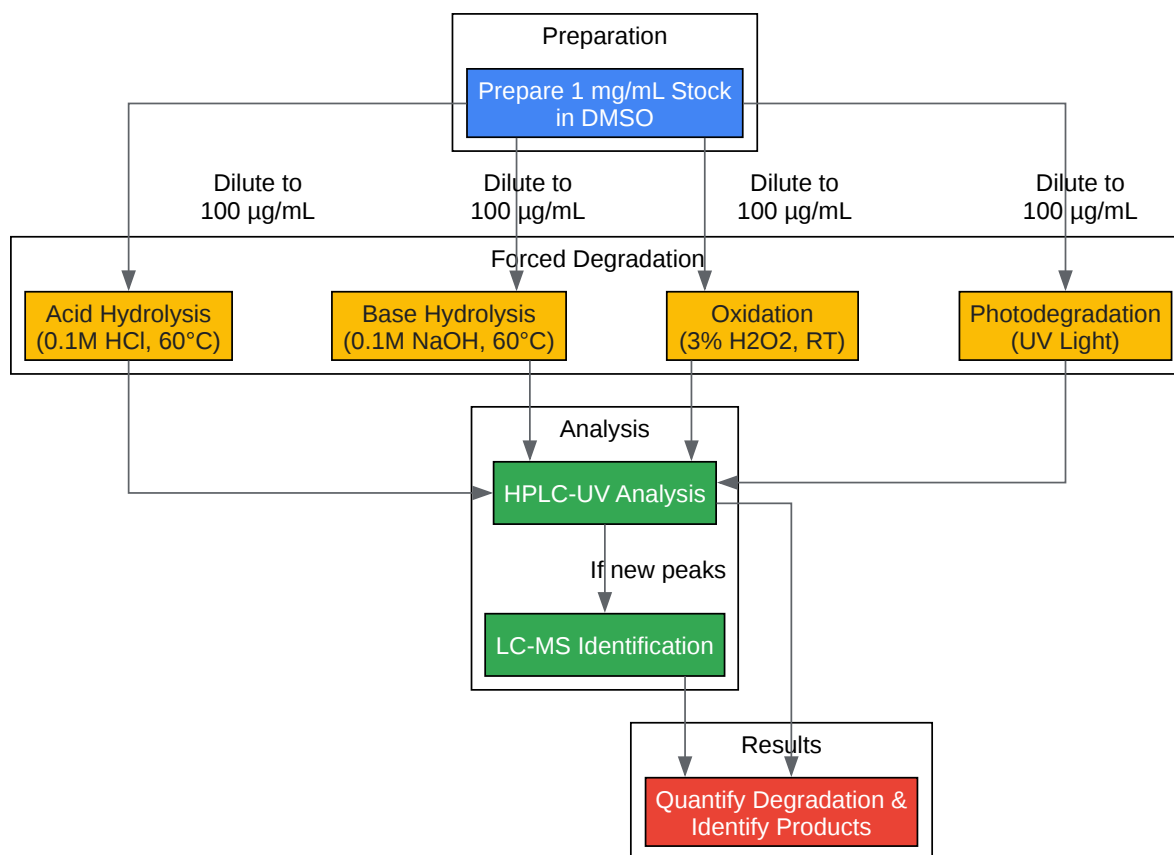 Preparation
Prepare 1 mg/mL Stock
in DMSO
Dilute to
100 µg/mL
Dilute to
100 µg/mL
Dilute to
100 µg/mL
Dilute to
100 µg/mL
Forced Degradation
Acid Hydrolysis
(0.1M HCl, 60°C)
Base Hydrolysis
(0.1M NaOH, 60°C)
Oxidation
(3% H2O2, RT)
Photodegradation
(UV Light)
Analysis
HPLC-UV Analysis
If new peaks
LC-MS Identification
Results
Quantify Degradation &
Identify Products